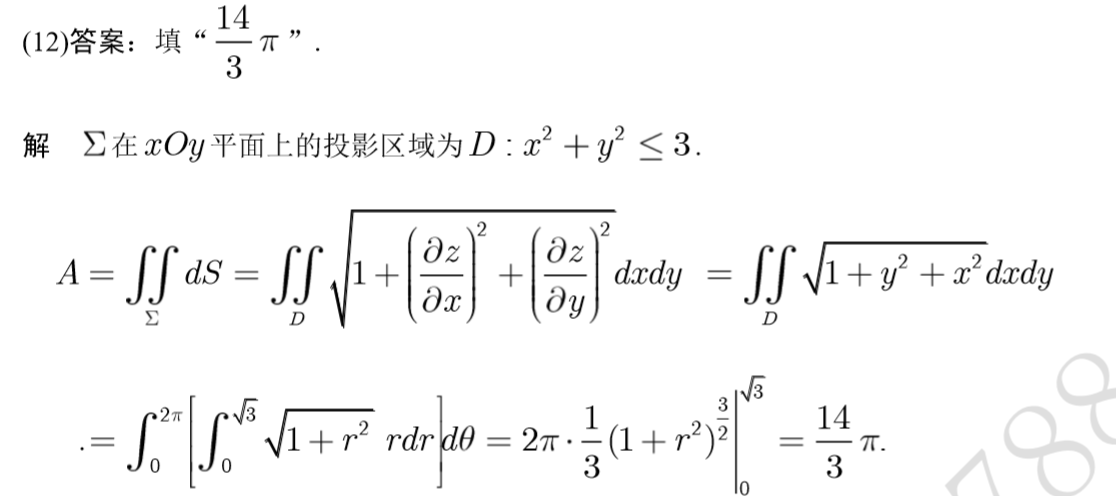 (12)答案：填“$\frac{14}{3}\pi$”.
解 $\Sigma$在$xOy$平面上的投影区域为$D : x^2 + y^2 \leq 3$.
$A = \iint\limits_{\Sigma} dS = \iint\limits_{D} \sqrt{1 + \left(\frac{\partial z}{\partial x}\right)^2 + \left(\frac{\partial z}{\partial y}\right)^2} dxdy = \iint\limits_{D} \sqrt{1 + y^2 + x^2} dxdy$
$. = \int_0^{2\pi} \left[ \int_0^{\sqrt{3}} \sqrt{1 + r^2} \ rdr \right] d\theta = 2\pi \cdot \frac{1}{3} (1 + r^2)^{\frac{3}{2}} \Big|_0^{\sqrt{3}} = \frac{14}{3} \pi.$
788